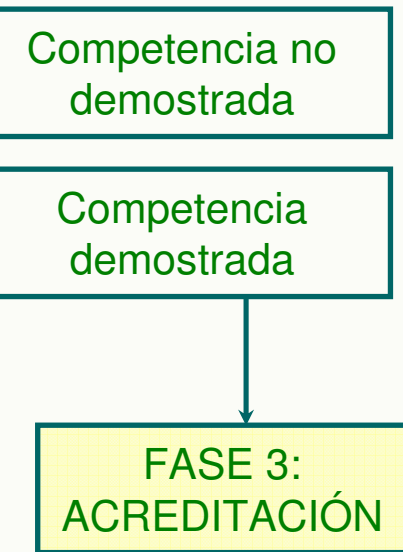 Competencia no
demostrada
Competencia
demostrada
FASE 3:
ACREDITACIÓN